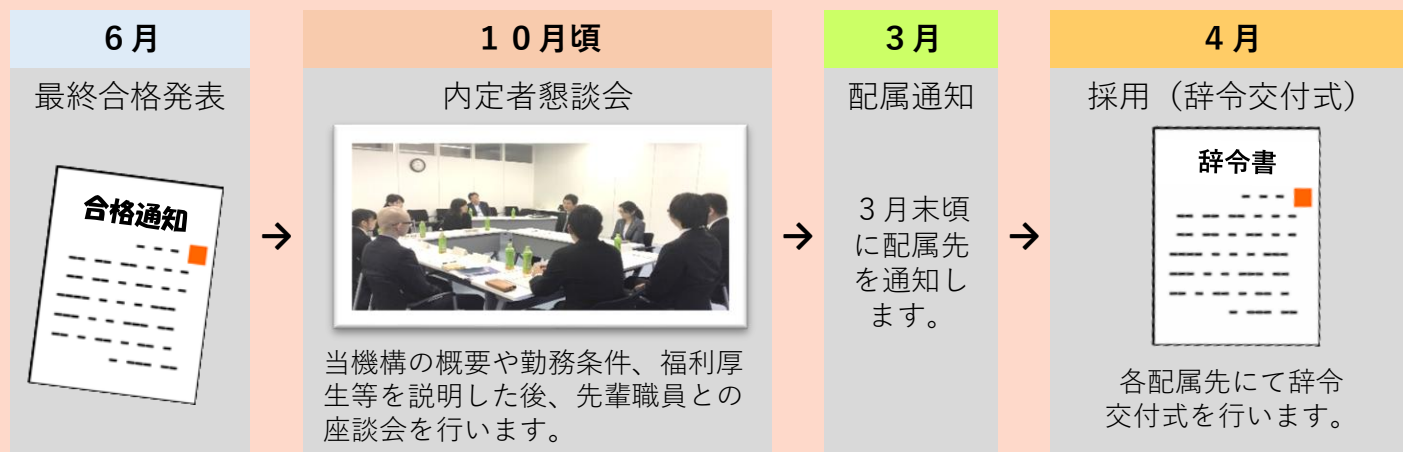 ６月
最終合格発表
合格通知
→
１０月頃
内定者懇談会
当機構の概要や勤務条件、福利厚
生等を説明した後、先輩職員との
座談会を行います。
→
３月
配属通知
３月末頃
に配属先
を通知し
ます。
→
４月
採用（辞令交付式）
辞令書
各配属先にて辞令
交付式を行います。